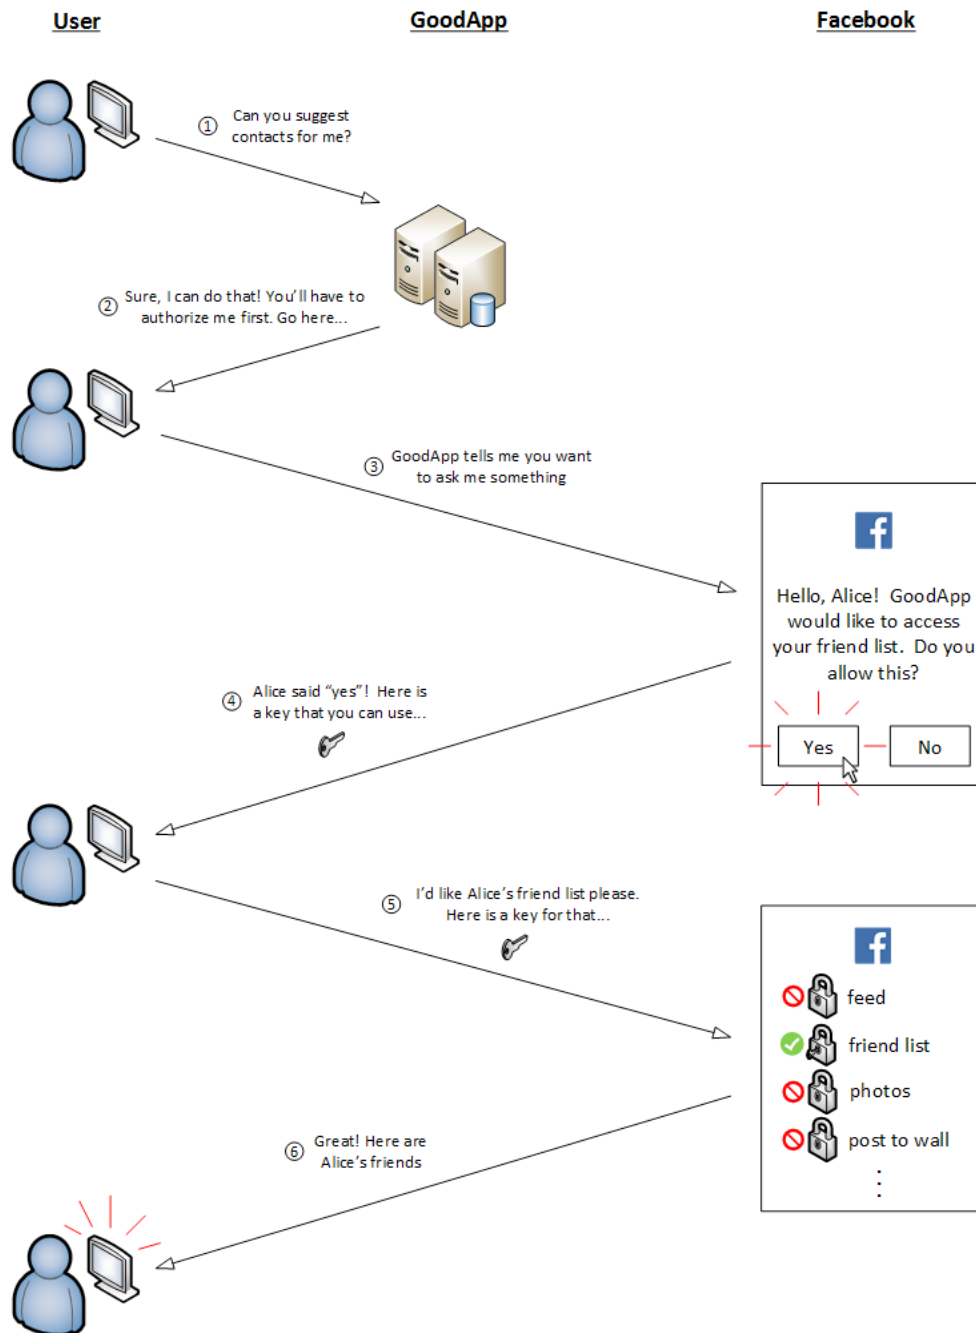 User
GoodApp
Facebook
① Can you suggest
contacts for me?
② Sure, I can do that! You'll have to
authorize me first. Go here...
③ GoodApp tells me you want
to ask me something
f
Hello, Alice! GoodApp
would like to access
your friend list. Do you
allow this?
Yes
No
④ Alice said "yes"! Here is
a key that you can use...
⑤ I'd like Alice's friend list please.
Here is a key for that...
f
feed
friend list
photos
post to wall
⑥ Great! Here are
Alice's friends